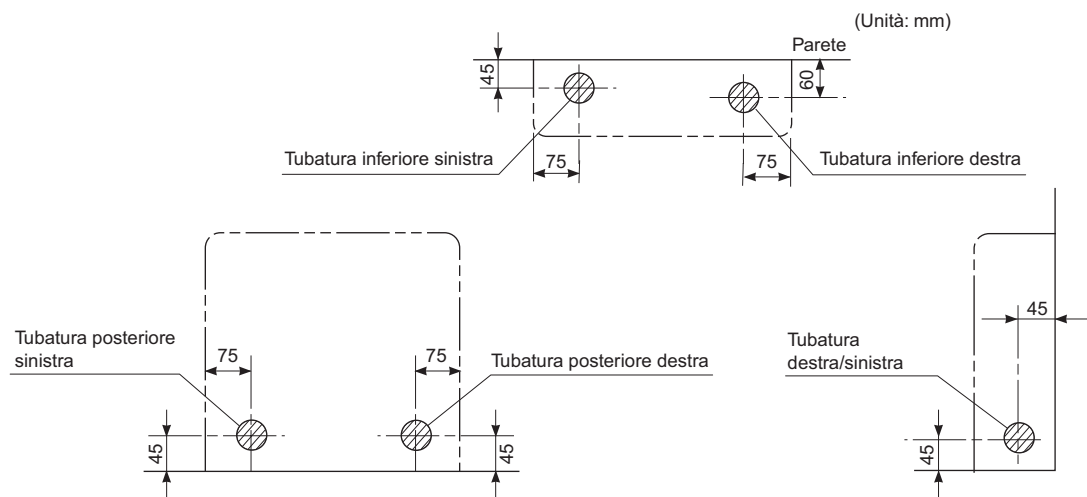 (Unità: mm)
Parete
45
60
Tubatura inferiore sinistra
75
75
Tubatura inferiore destra
Tubatura posteriore
sinistra
75
75
Tubatura posteriore destra
45
45
45
Tubatura
destra/sinistra
45